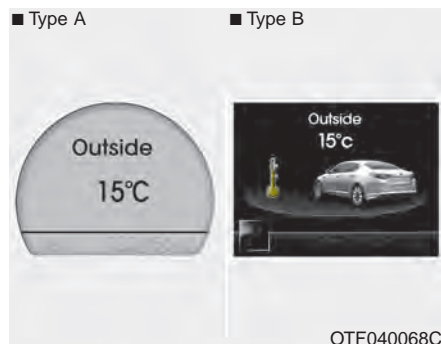 ■ Type A
■ Type B
Outside
15°C
Outside
15°C
OTF040068C